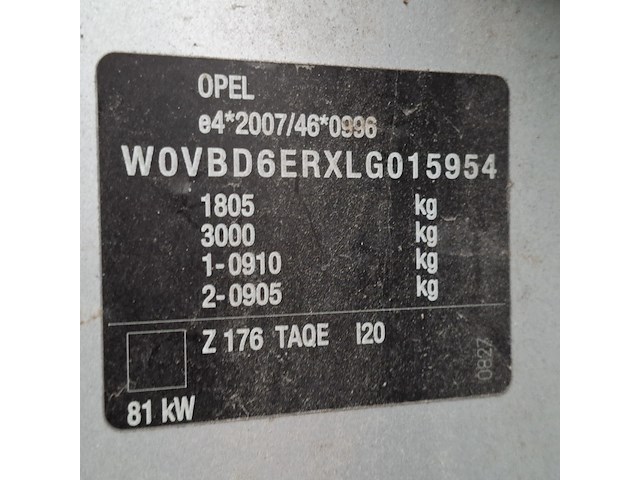 OPEL
e4*2007/46*0996
W0VBD6ERXLG015954
1805 kg
3000 kg
1-0910 kg
2-0905 kg
Z 176 TAQE I20
0827
81 kW